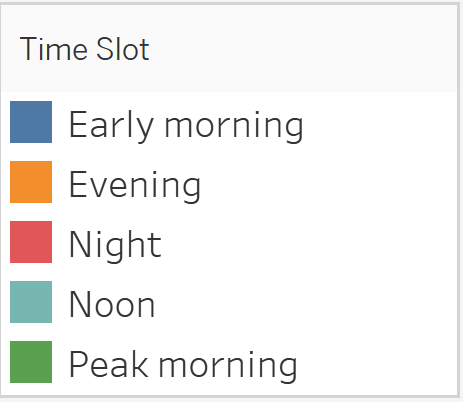 Time Slot
Early morning
Evening
Night
Noon
Peak morning